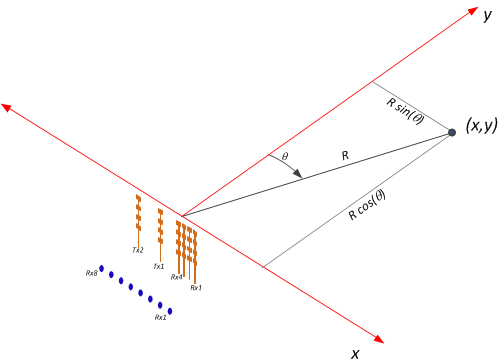 y
R sin(θ)
(x,y)
θ
R
R cos(θ)
Tx2
Tx1
Rx4
Rx8
Rx1
Rx1
x